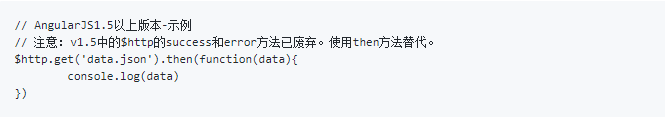 // AngularJS1.5以上版本-示例
// 注意：v1.5中的$http的success和error方法已废弃。使用then方法替代。
$http.get('data.json').then(function(data){
        console.log(data)
})